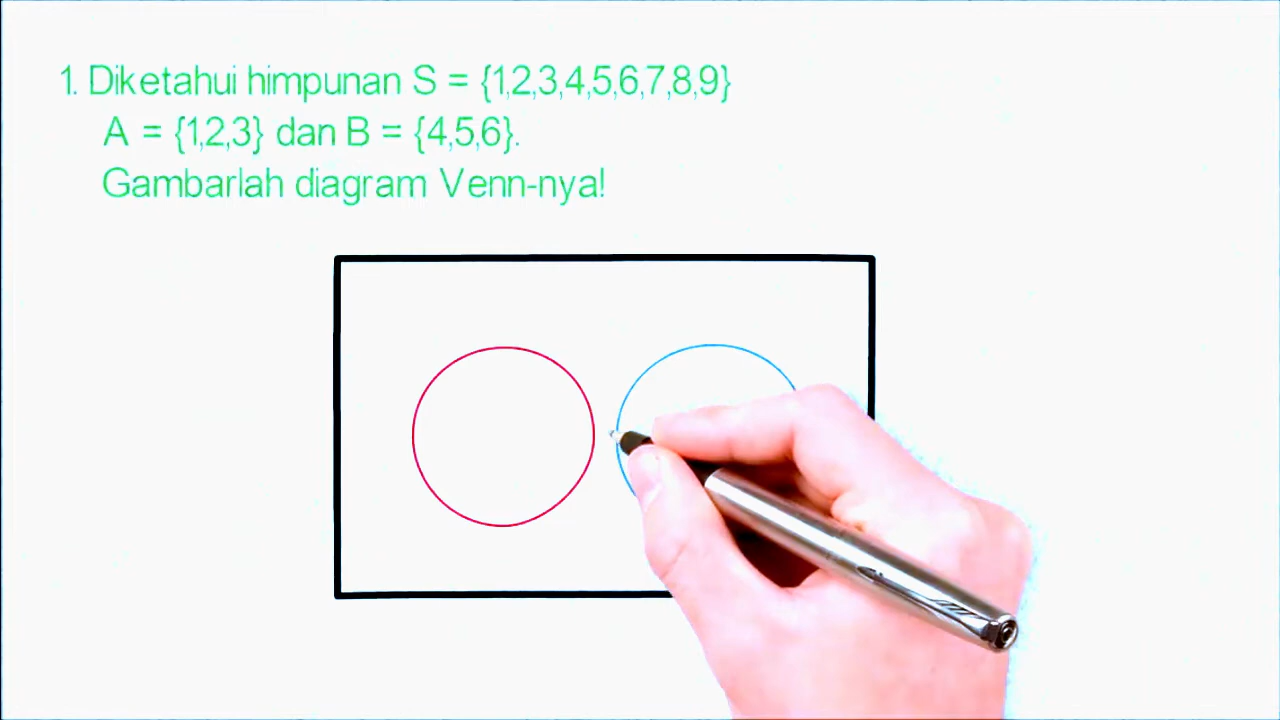 1. Diketahui himpunan S = {1,2,3,4,5,6,7,8,9}
A = {1,2,3} dan B = {4,5,6}.
Gambarlah diagram Venn-nya!